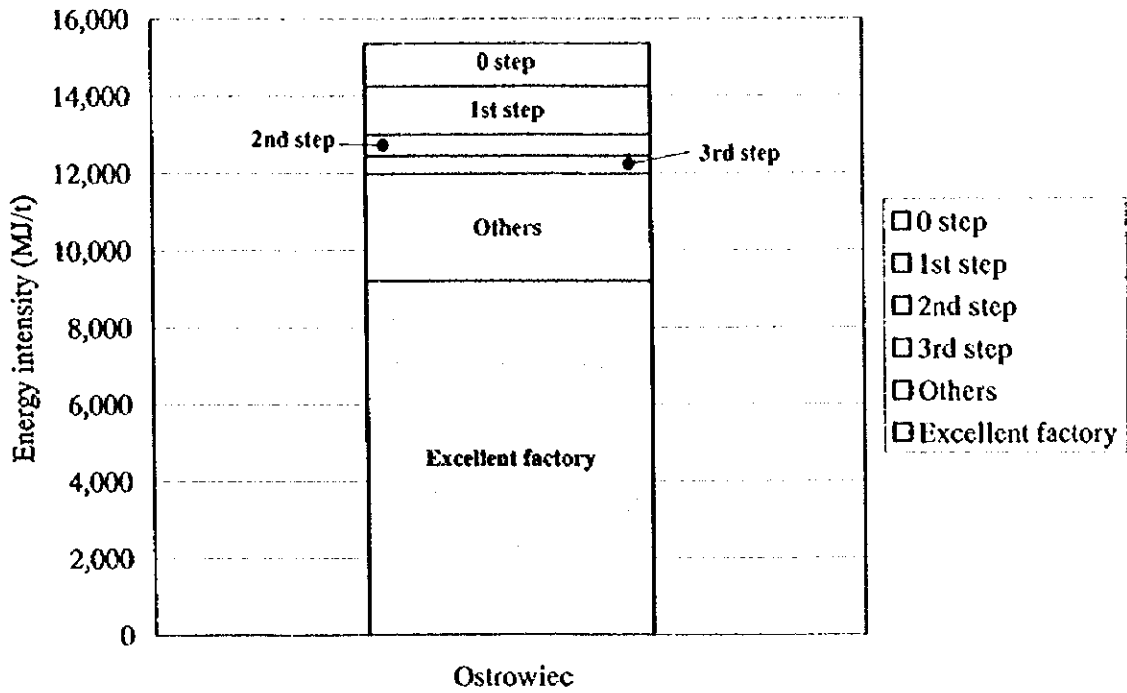 16,000
14,000
12,000
10,000
8,000
6,000
4,000
2,000
0
Energy intensity (MJ/t)
0 step
1st step
2nd step
3rd step
Others
Excellent factory
Ostrowiec
0 step
1st step
2nd step
3rd step
Others
Excellent factory